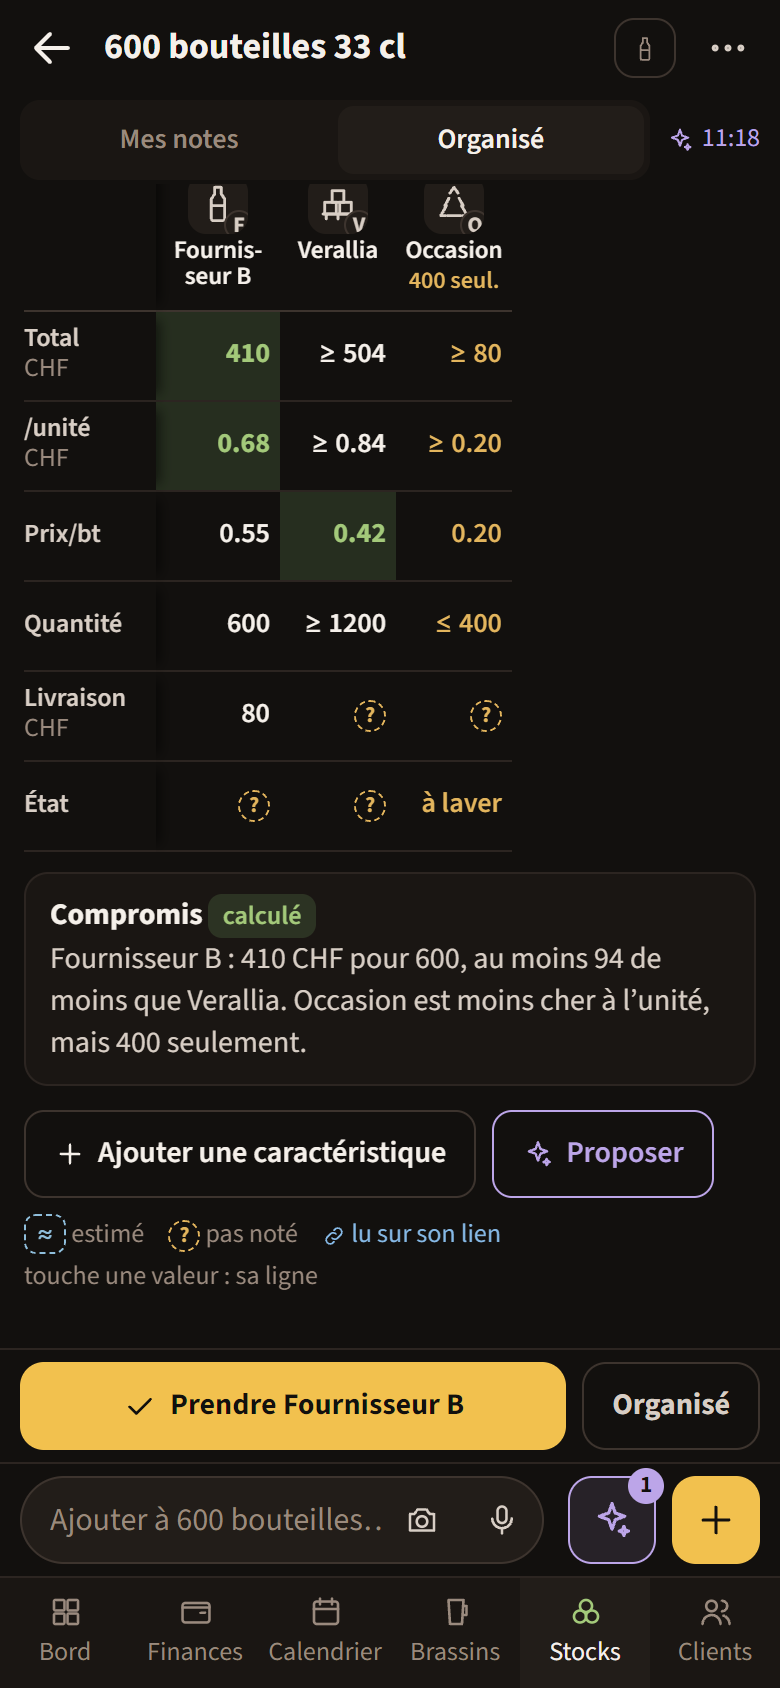 600 bouteilles 33 cl
Mes notes
Organisé
11:18
F
V
O
Fournis-
seur B
Verallia
Occasion
400 seul.
Total
CHF
410
≥ 504
≥ 80
/unité
CHF
0.68
≥ 0.84
≥ 0.20
Prix/bt
0.55
0.42
0.20
Quantité
600
≥ 1200
≤ 400
Livraison
CHF
80
?
?
État
?
?
à laver
Compromis calculé
Fournisseur B : 410 CHF pour 600, au moins 94 de
moins que Verallia. Occasion est moins cher à l’unité,
mais 400 seulement.
+ Ajouter une caractéristique
Proposer
≈ estimé ? pas noté lu sur son lien
touche une valeur : sa ligne
Prendre Fournisseur B
Organisé
Ajouter à 600 bouteilles…
1
+
Bord
Finances
Calendrier
Brassins
Stocks
Clients